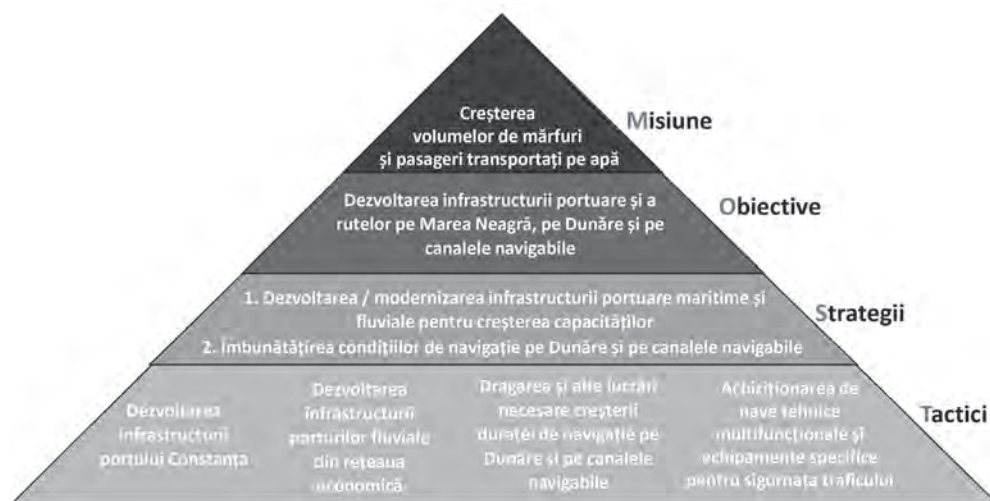 Creșterea
volumelor de mărfuri
și pasageri transportați pe apă
Misiune
Dezvoltarea infrastructurii portuare și a
rutelor pe Marea Neagră, pe Dunăre și pe
canalele navigabile
Obiective
1. Dezvoltarea / modernizarea infrastructurii portuare maritime și
fluviale pentru creșterea capacităților
2. Îmbunătățirea condițiilor de navigație pe Dunăre și pe canalele navigabile
Strategii
Dezvoltarea
infrastructurii
portului Constanța
Dezvoltarea
infrastructurii
porturilor fluviale
din rețeaua
economică
Dragarea și alte lucrări
necesare creșterii
duratei de navigație pe
Dunăre și pe canalele
navigabile
Achiziționarea de
nave tehnice
multifuncționale și
echipamente specifice
pentru siguranța traficului
Tactici